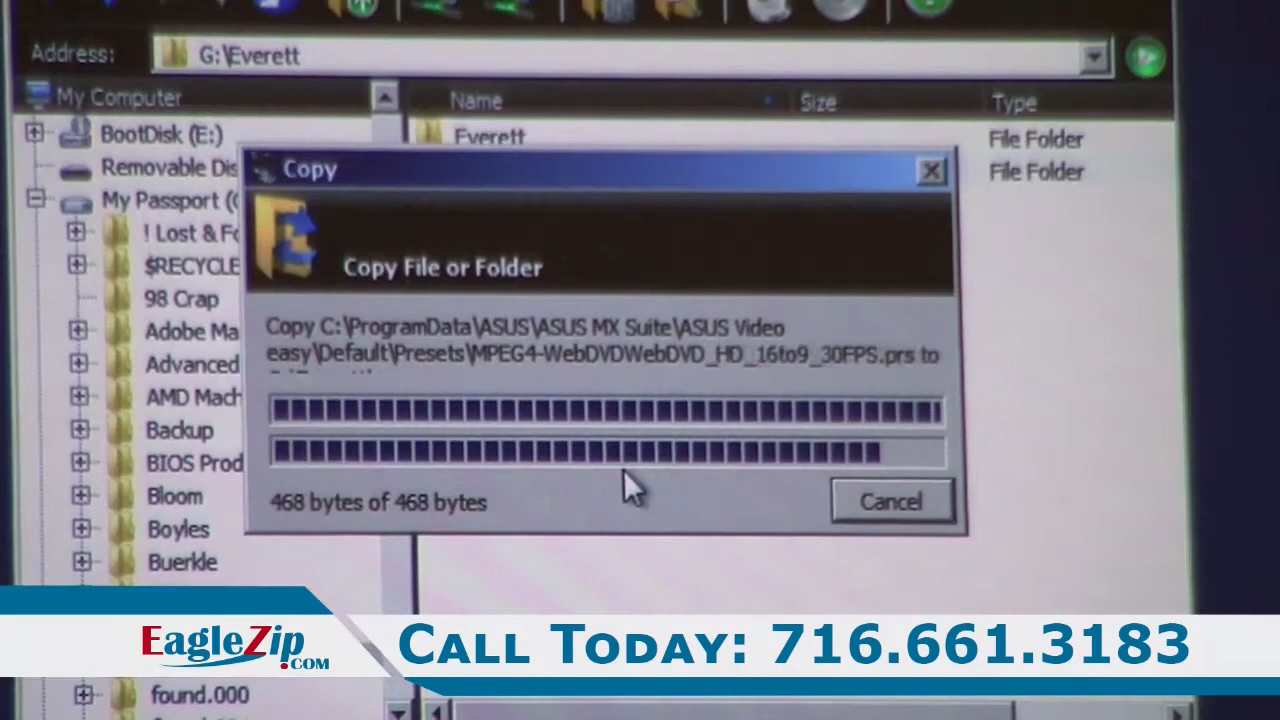 Address: G:\Everett
My Computer
Name Size Type
BootDisk (E:)
Everett File Folder
Removable Dis
File Folder
My Passport (
! Lost & Fo
$RECYCLE
98 Crap
Adobe Ma
Advanced
AMD Mach
Backup
BIOS Prod
Bloom
Boyles
Buerkle
found.000
Copy
Copy File or Folder
Copy C:\ProgramData\ASUS\ASUS MX Suite\ASUS Video
easy\Default\Presets\MPEG4-WebDVDWebDVD_HD_16to9_30FPS.prs to
468 bytes of 468 bytes
Cancel
EagleZip.com
Call Today: 716.661.3183